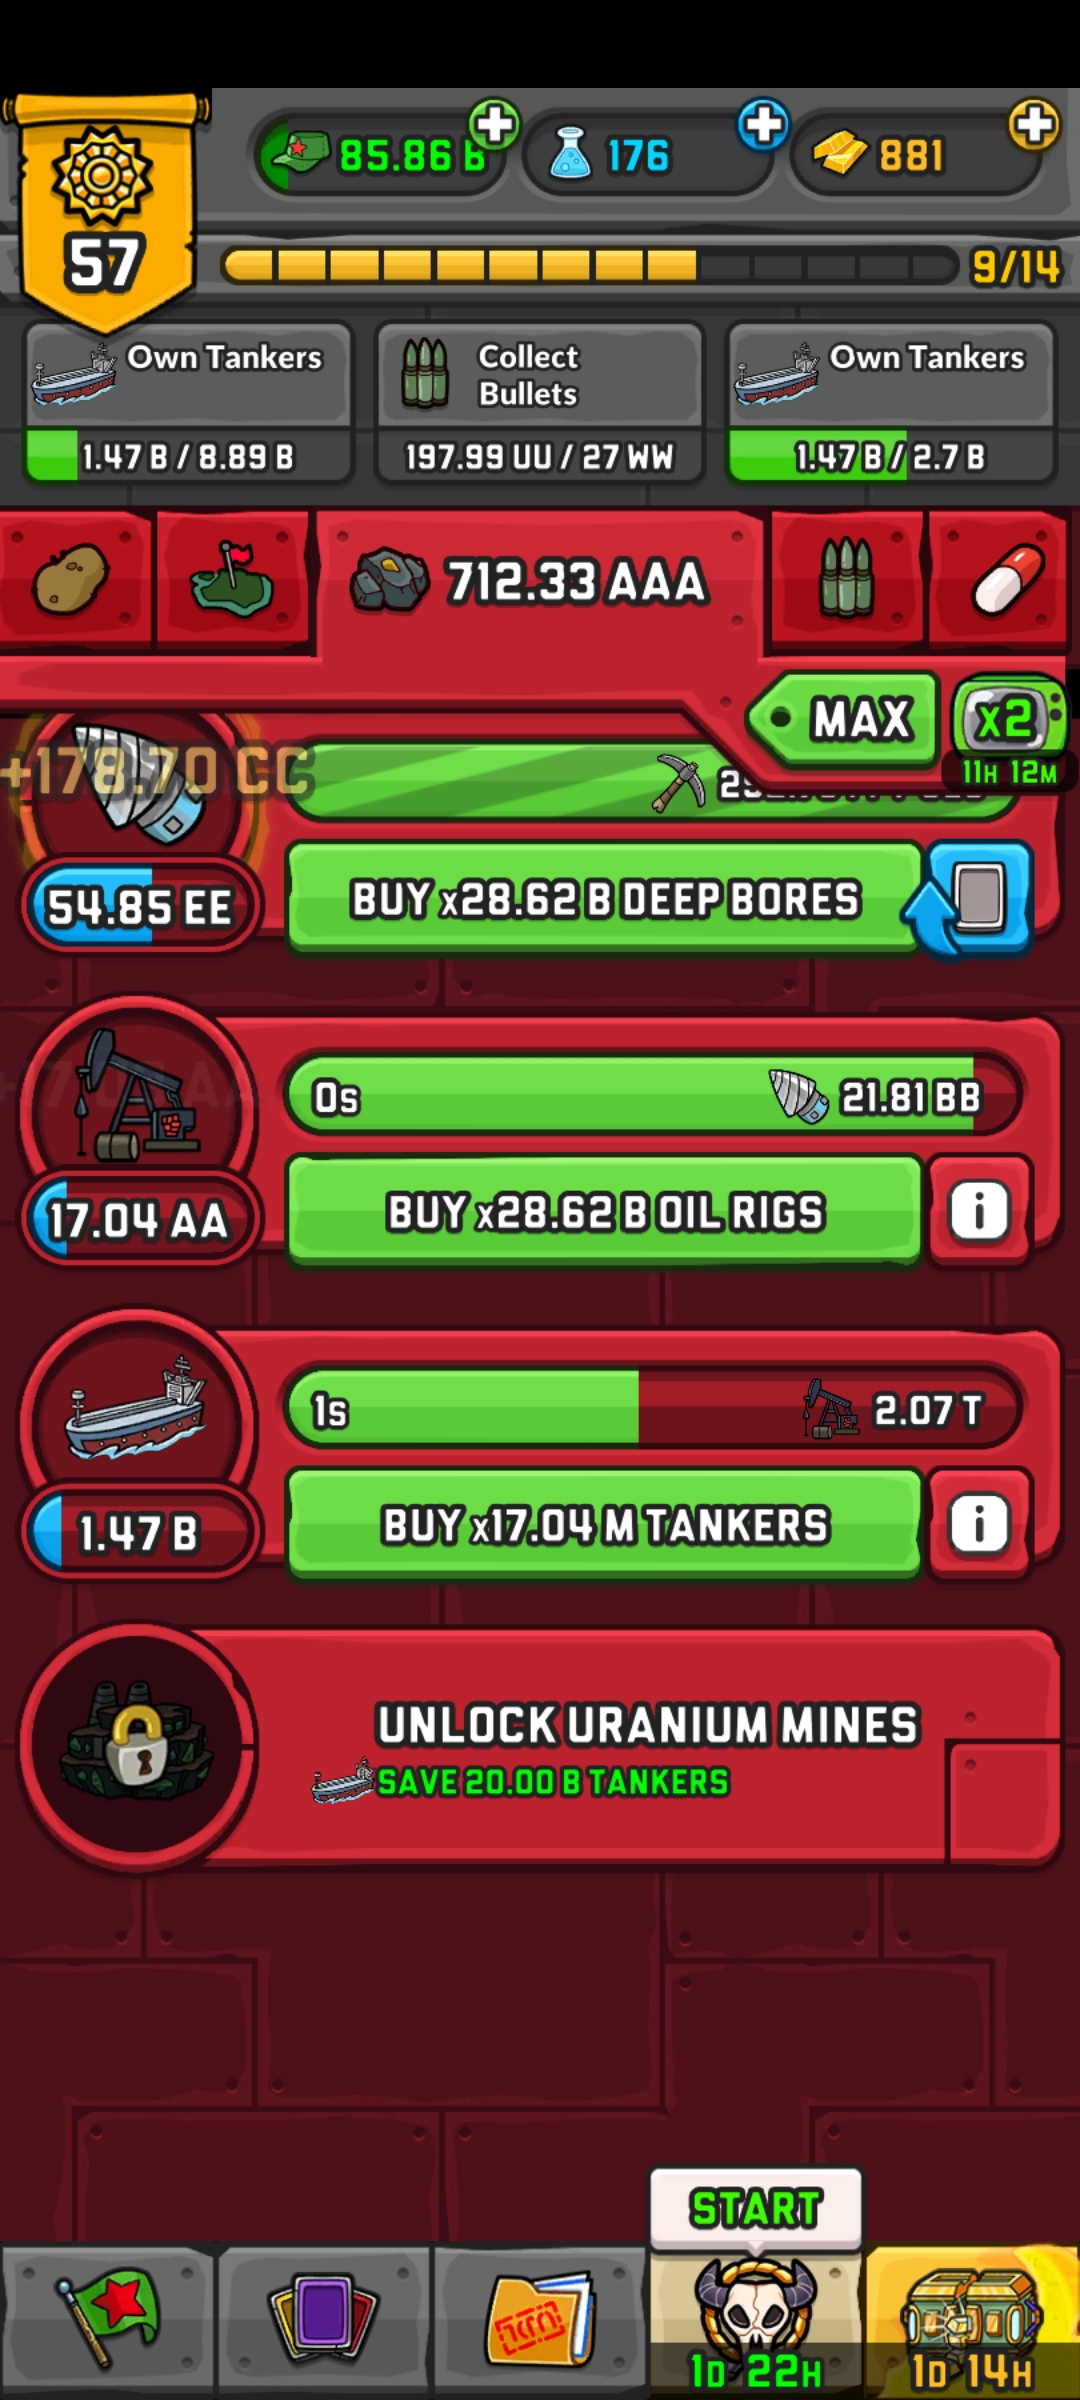 85.86 B
176
881
57
9/14
Own Tankers
1.47 B / 8.89 B
Collect
Bullets
197.99 UU / 27 WW
Own Tankers
1.47 B / 2.7 B
712.33 AAA
MAX
x2
11H 12M
+178.70 CC
54.85 EE
BUY x28.62 B DEEP BORES
0s
21.81 BB
17.04 AA
BUY x28.62 B OIL RIGS
i
1s
2.07 T
1.47 B
BUY x17.04 M TANKERS
i
UNLOCK URANIUM MINES
SAVE 20.00 B TANKERS
START
1D 22H
1D 14H